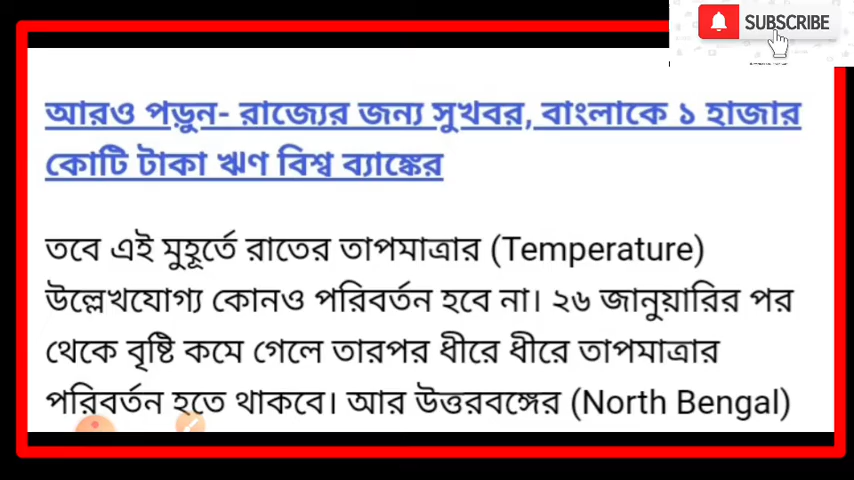 SUBSCRIBE
আরও পড়ুন- রাজ্যের জন্য সুখবর, বাংলাকে ১ হাজার
কোটি টাকা ঋণ বিশ্ব ব্যাঙ্কের
তবে এই মুহূর্তে রাতের তাপমাত্রার (Temperature)
উল্লেখযোগ্য কোনও পরিবর্তন হবে না। ২৬ জানুয়ারির পর
থেকে বৃষ্টি কমে গেলে তারপর ধীরে ধীরে তাপমাত্রার
পরিবর্তন হতে থাকবে। আর উত্তরবঙ্গের (North Bengal)